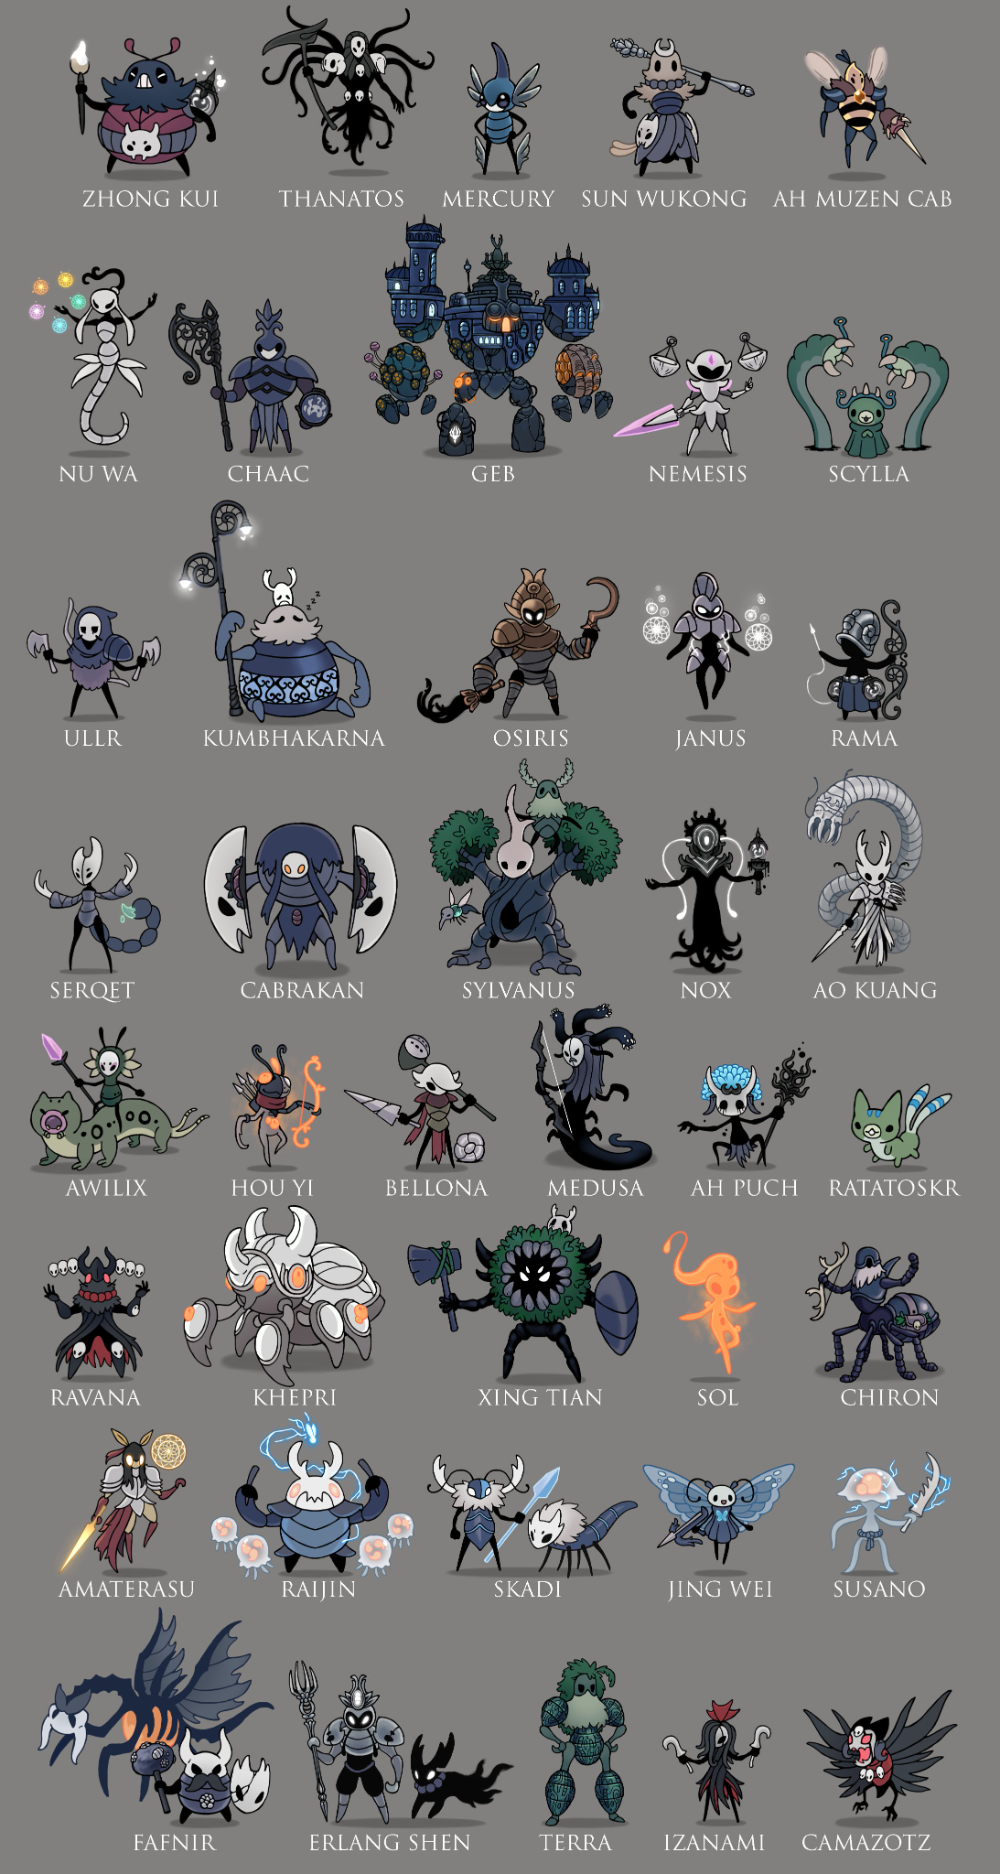 ZHONG KUI
THANATOS
MERCURY
SUN WUKONG
AH MUZEN CAB
NU WA
CHAAC
GEB
NEMESIS
SCYLLA
ULLR
KUMBHAKARNA
OSIRIS
JANUS
RAMA
SERQET
CABRAKAN
SYLVANUS
NOX
AO KUANG
AWILIX
HOU YI
BELLONA
MEDUSA
AH PUCH
RATATOSKR
RAVANA
KHEPRI
XING TIAN
SOL
CHIRON
AMATERASU
RAIJIN
SKADI
JING WEI
SUSANO
FAFNIR
ERLANG SHEN
TERRA
IZANAMI
CAMAZOTZ